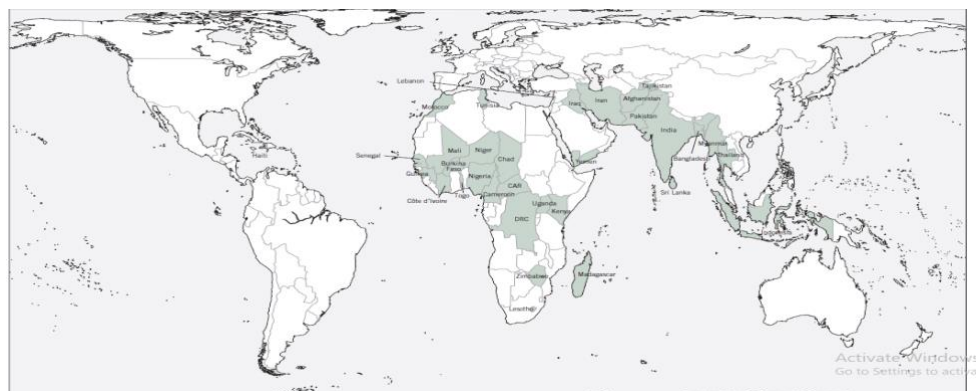 Lebanon
Tajikistan
Morocco
Tunisia
Iraq
Iran
Afghanistan
Pakistan
India
Haiti
Senegal
Mali
Niger
Chad
Yemen
Bangladesh
Myanmar
Thailand
Guinea
Burkina
Faso
Nigeria
Côte d'Ivoire
Togo
Cameroon
CAR
Sri Lanka
Uganda
Kenya
DRC
Indonesia
Zimbabwe
Madagascar
Lesotho
Activate Windows
Go to Settings to activa